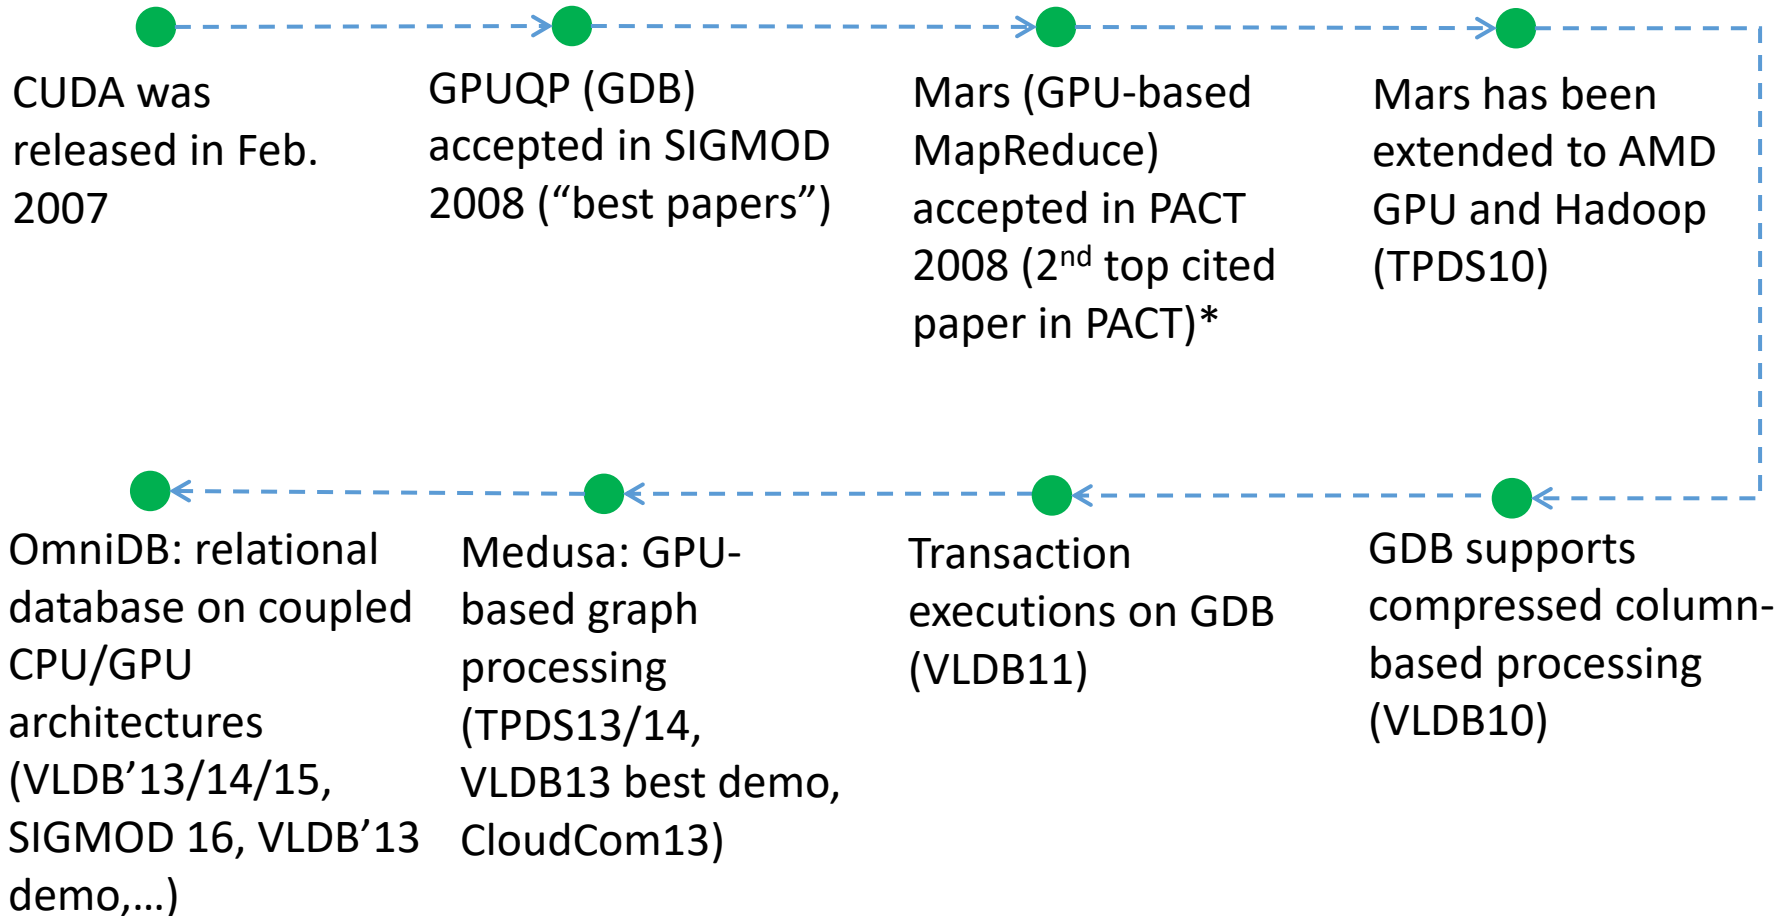 CUDA was
released in Feb.
2007
GPUQP (GDB)
accepted in SIGMOD
2008 (“best papers”)
Mars (GPU-based
MapReduce)
accepted in PACT
2008 (2nd top cited
paper in PACT)*
Mars has been
extended to AMD
GPU and Hadoop
(TPDS10)
GDB supports
compressed column-
based processing
(VLDB10)
Transaction
executions on GDB
(VLDB11)
Medusa: GPU-
based graph
processing
(TPDS13/14,
VLDB13 best demo,
CloudCom13)
OmniDB: relational
database on coupled
CPU/GPU
architectures
(VLDB’13/14/15,
SIGMOD 16, VLDB’13
demo,…)